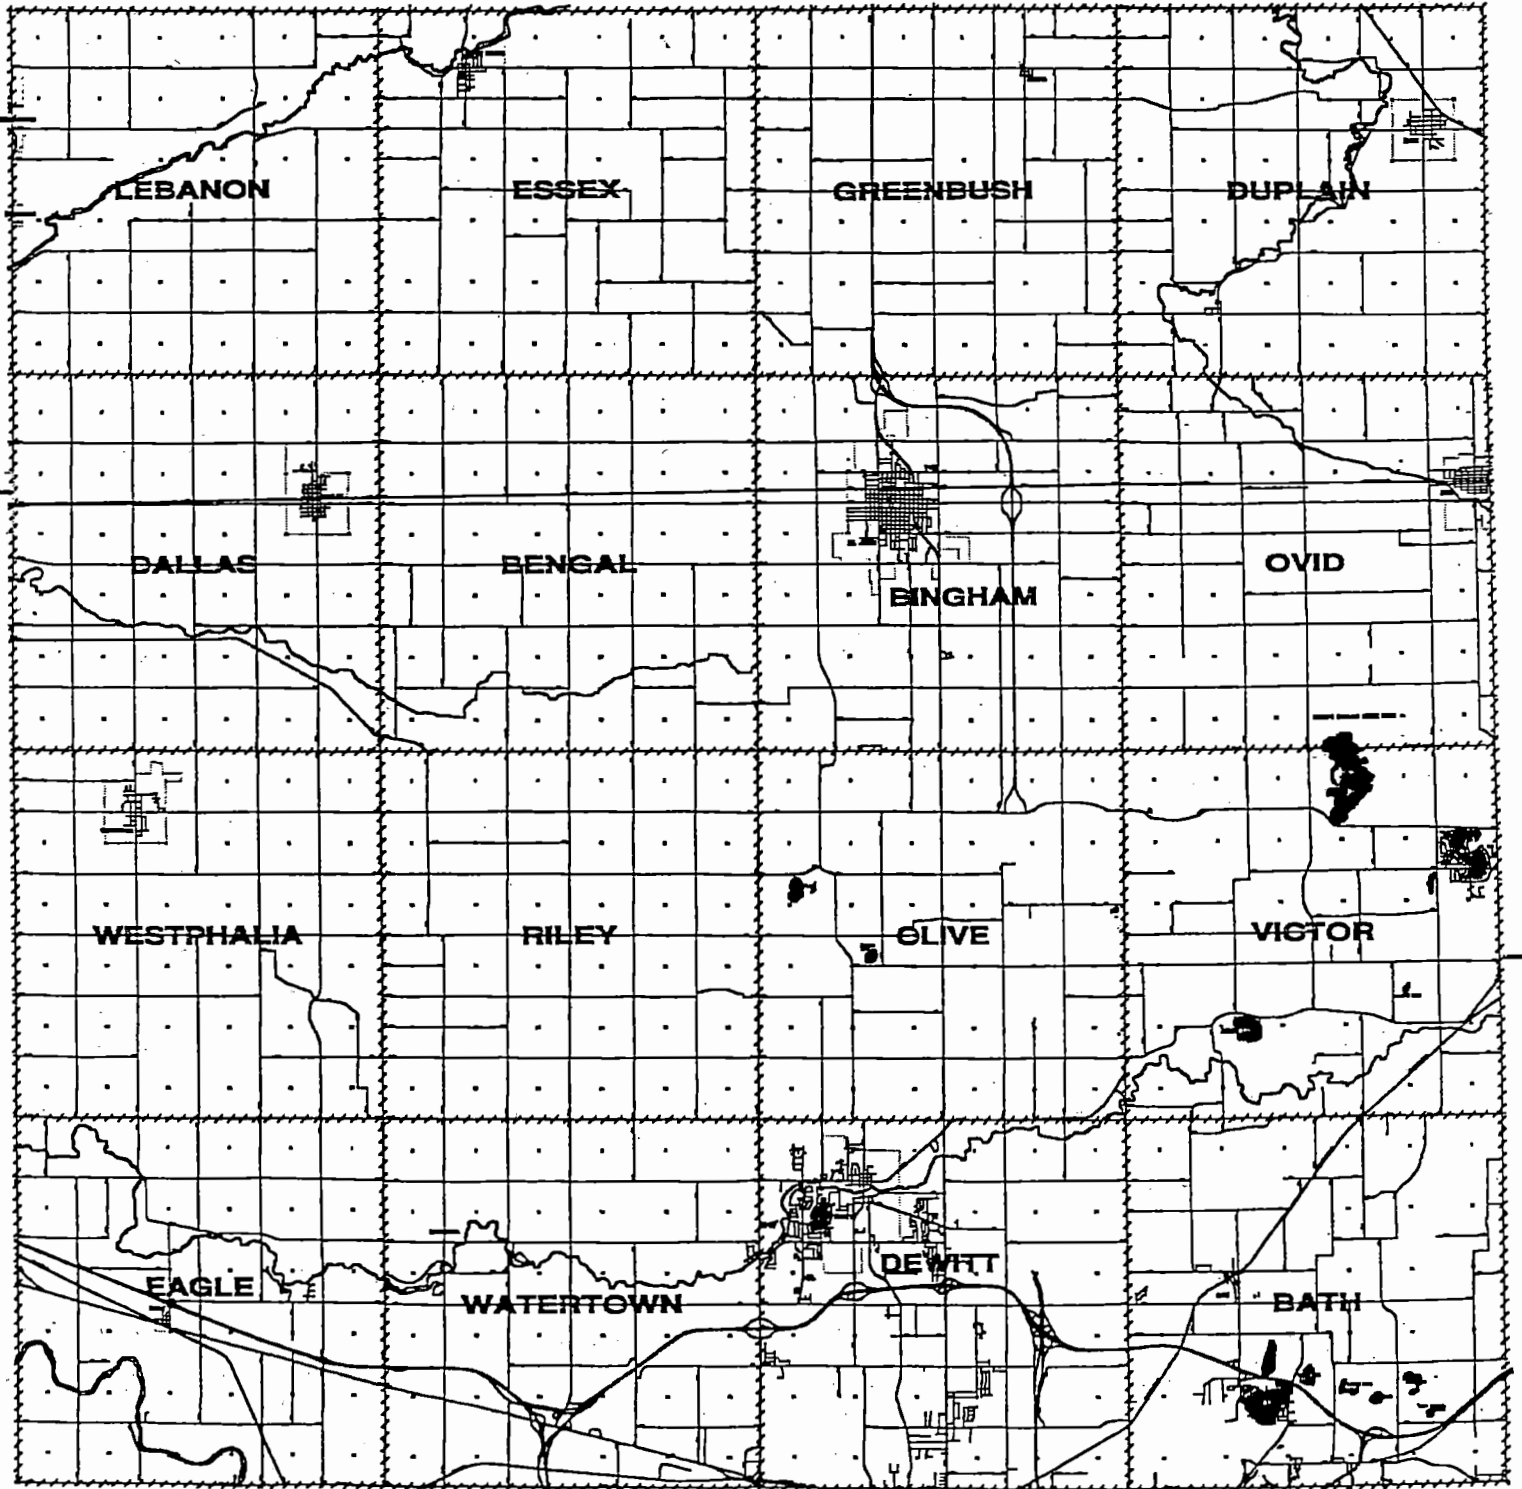 LEBANON
ESSEX
GREENBUSH
DUPLAIN
DALLAS
BENGAL
BINGHAM
OVID
WESTPHALIA
RILEY
OLIVE
VICTOR
EAGLE
WATERTOWN
DEWITT
BATH